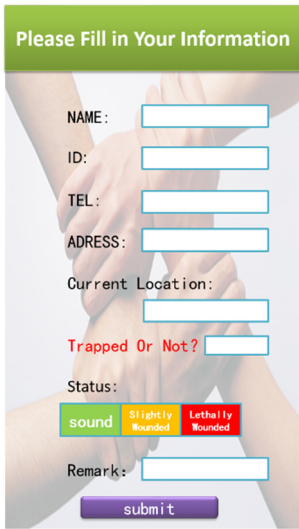 Please Fill in Your Information
NAME:
ID:
TEL:
ADRESS:
Current Location:
Trapped Or Not?
Status:
sound Slightly Wounded Lethally Wounded
Remark:
submit